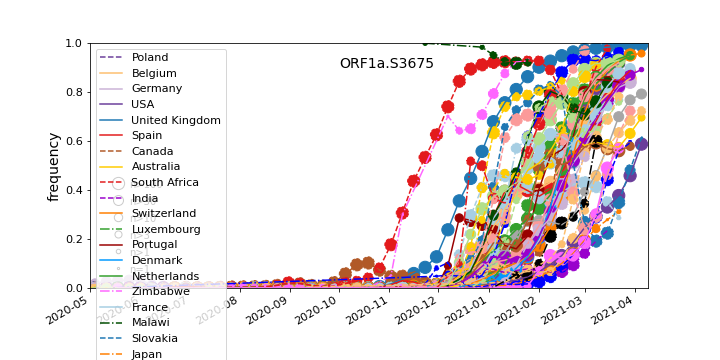 ORF1a.S3675
frequency
1.0
0.8
0.6
0.4
0.2
0.0
2020-05
2020-06
2020-07
2020-08
2020-09
2020-10
2020-11
2020-12
2021-01
2021-02
2021-03
2021-04
Poland
Belgium
Germany
USA
United Kingdom
Spain
Canada
Australia
South Africa
India
Switzerland
Luxembourg
Portugal
Denmark
Netherlands
Zimbabwe
France
Malawi
Slovakia
Japan